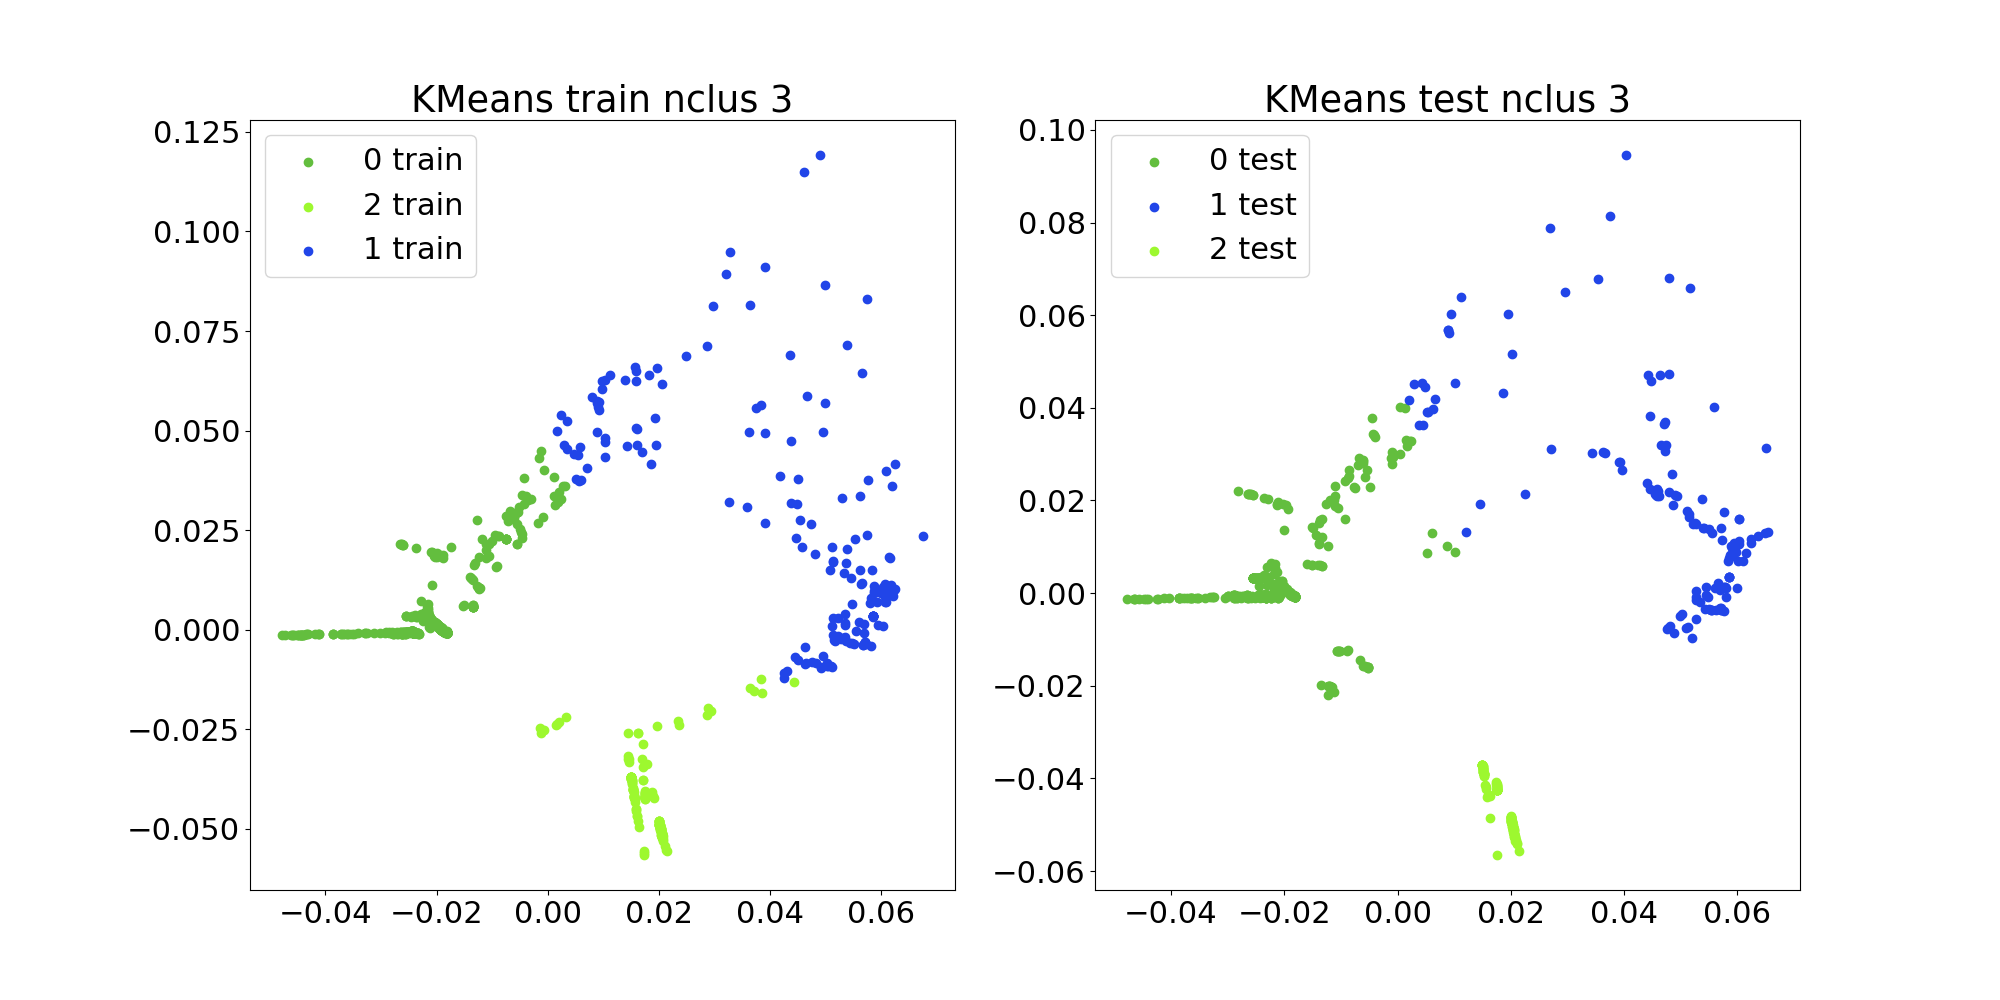 KMeans train nclus 3
0.125
0.100
0.075
0.050
0.025
0.000
−0.025
−0.050
0 train
2 train
1 train
−0.04 −0.02 0.00 0.02 0.04 0.06
KMeans test nclus 3
0.10
0.08
0.06
0.04
0.02
0.00
−0.02
−0.04
−0.06
0 test
1 test
2 test
−0.04 −0.02 0.00 0.02 0.04 0.06